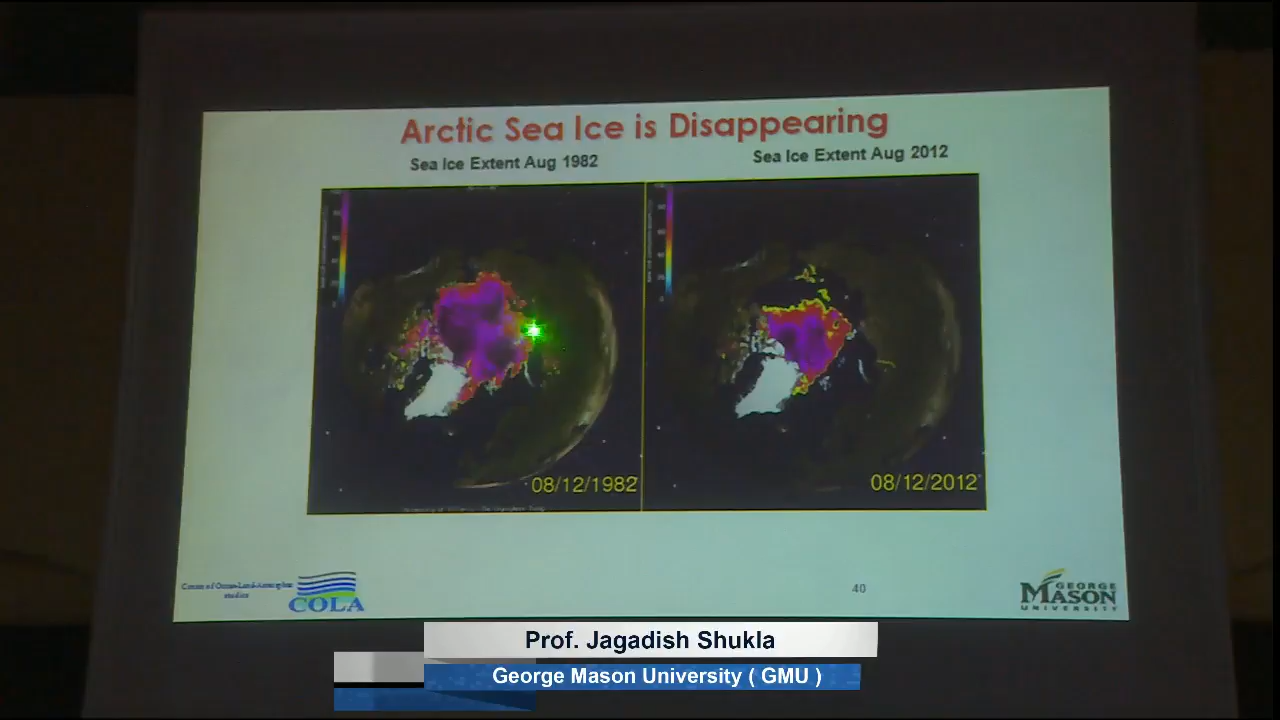 Arctic Sea Ice is Disappearing
Sea Ice Extent Aug 1982
Sea Ice Extent Aug 2012
08/12/1982
08/12/2012
COLA
40
GEORGE
MASON
UNIVERSITY
Prof. Jagadish Shukla
George Mason University ( GMU )